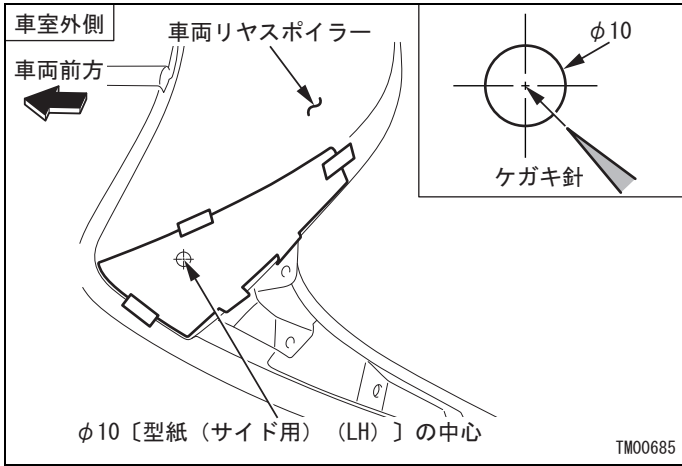 車室外側
車両リヤスポイラー
車両前方
φ10
ケガキ針
φ10〔型紙（サイド用）（LH）〕の中心
TM00685